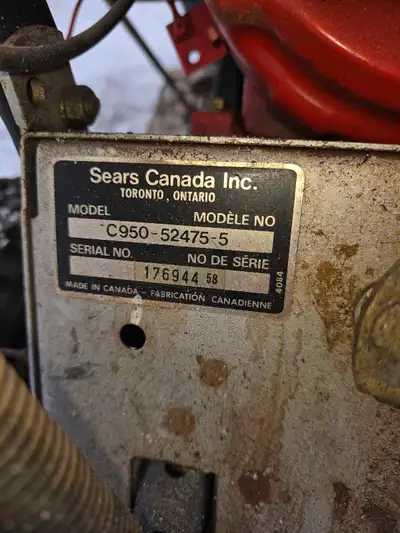 Sears Canada Inc.
TORONTO, ONTARIO
MODEL MODÈLE NO
C950-52475-5
SERIAL NO. NO DE SÉRIE
176944 58
MADE IN CANADA - FABRICATION CANADIENNE
4084